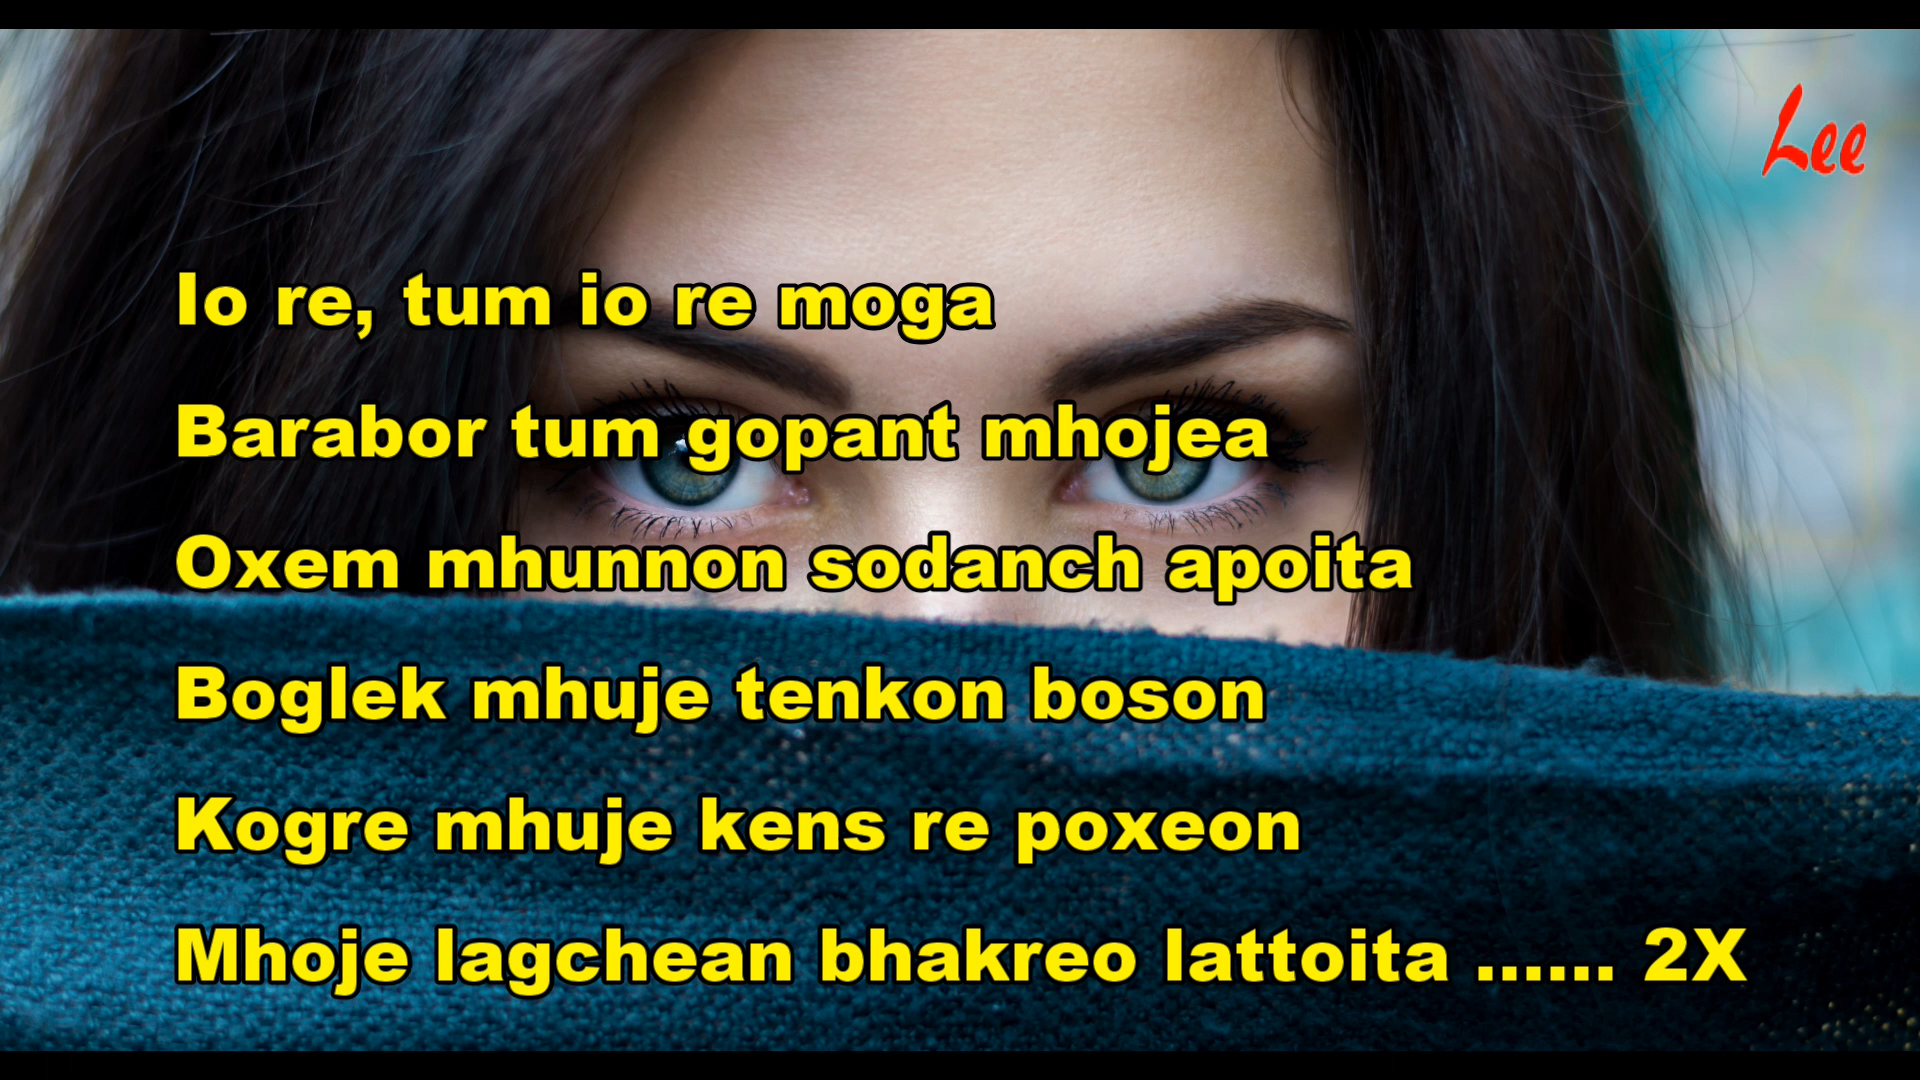 Lee
Io re, tum io re moga
Barabor tum gopant mhojea
Oxem mhunnon sodanch apoita
Boglek mhuje tenkon boson
Kogre mhuje kens re poxeon
Mhoje lagchean bhakreo lattoita ...... 2X